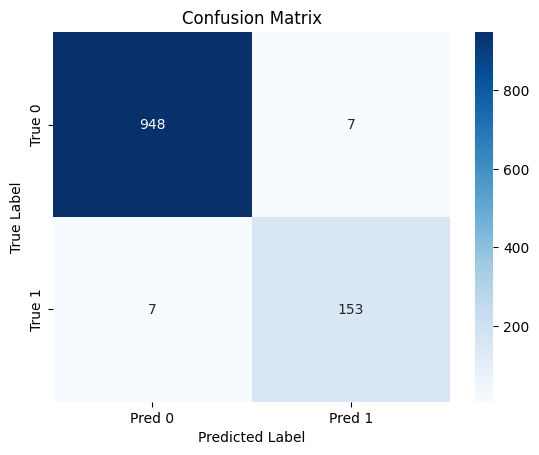 Confusion Matrix
True Label
True 0
948
7
True 1
7
153
Pred 0
Pred 1
Predicted Label
800
600
400
200